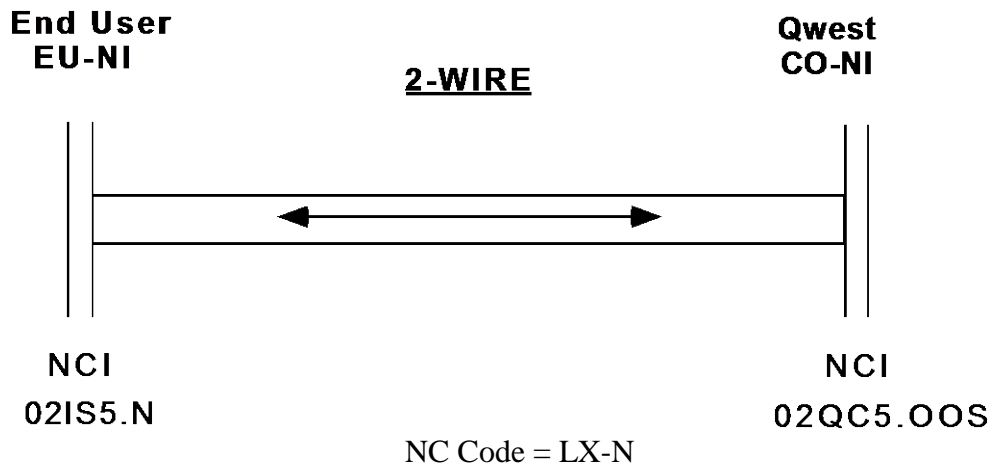 End User
EU-NI
Qwest
CO-NI
2-WIRE
NCI
02IS5.N
NCI
02QC5.OOS
NC Code = LX-N